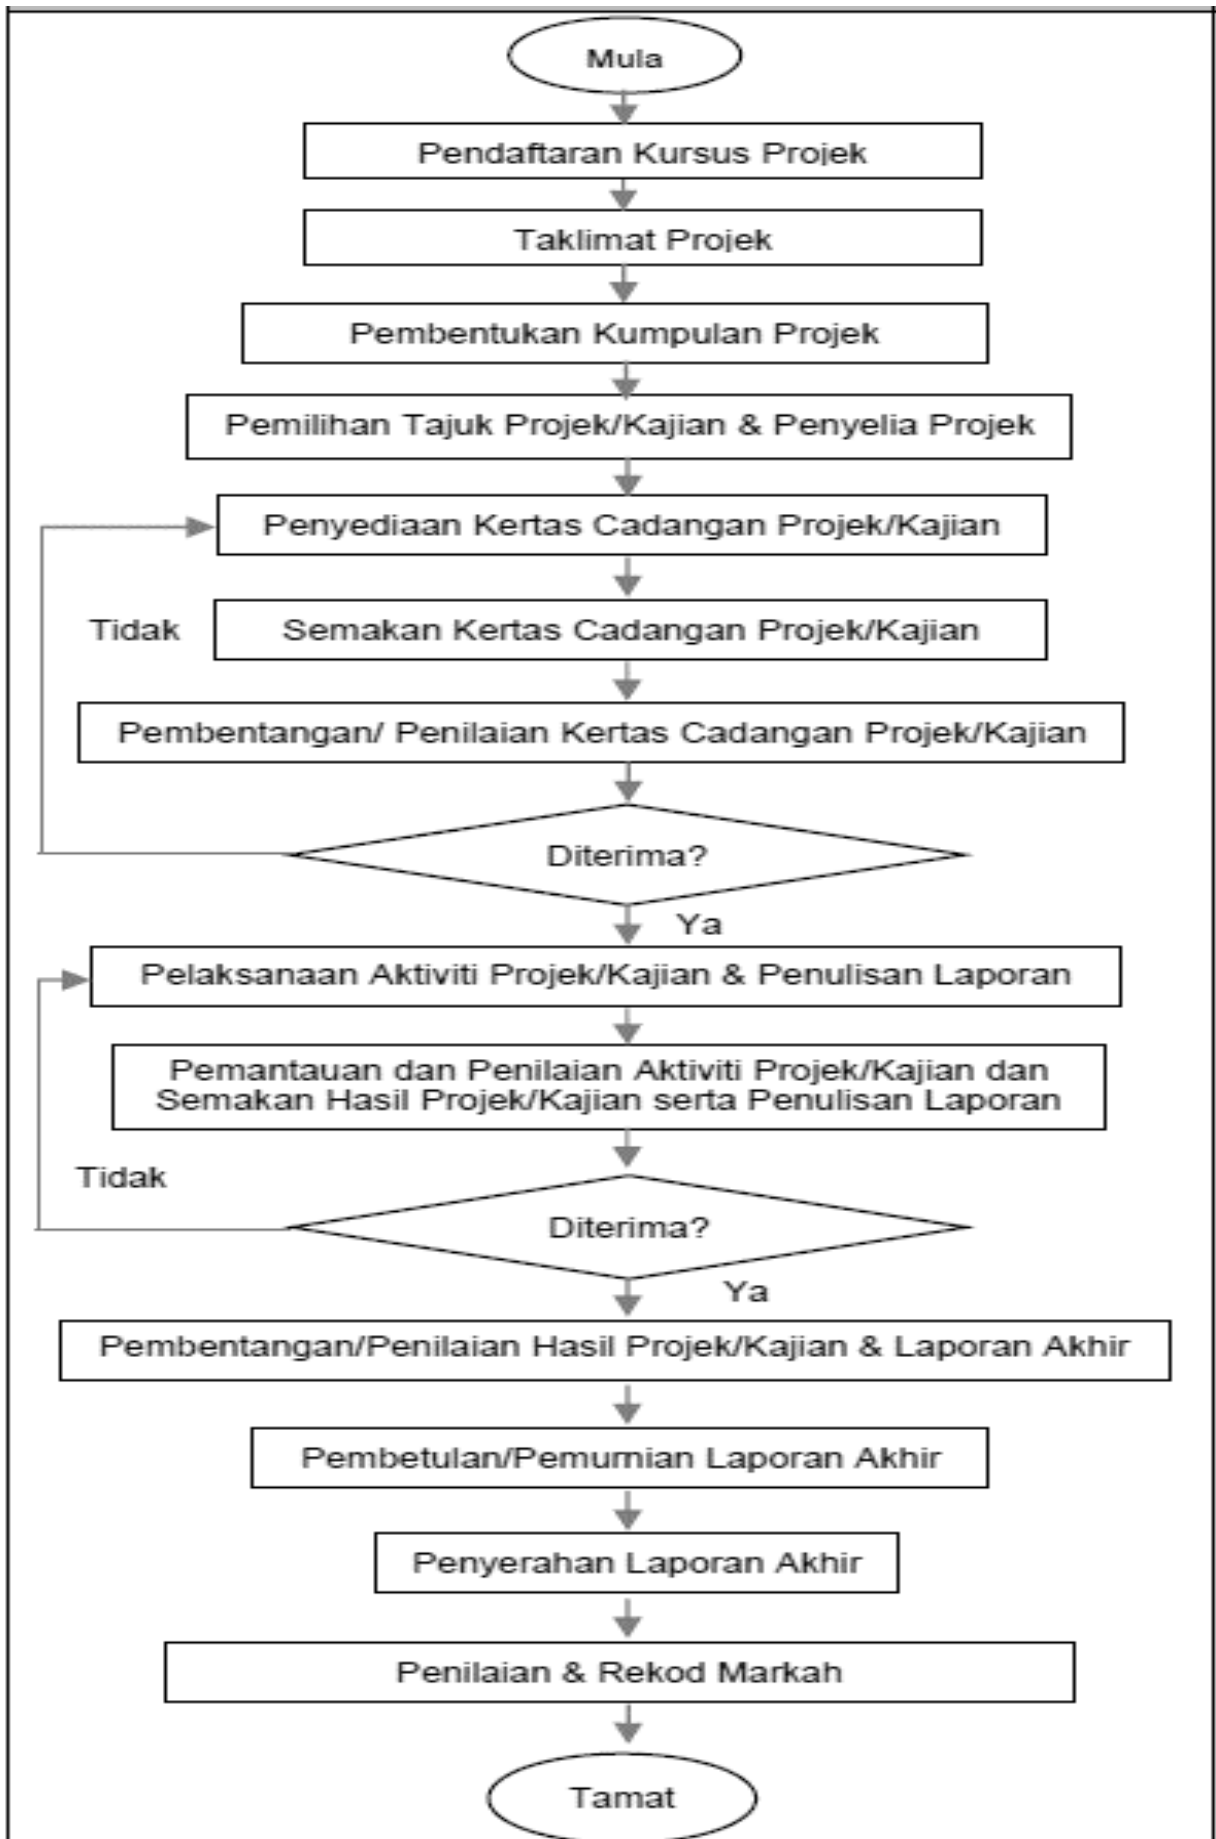 Mula
Pendaftaran Kursus Projek
Taklimat Projek
Pembentukan Kumpulan Projek
Pemilihan Tajuk Projek/Kajian & Penyelia Projek
Penyediaan Kertas Cadangan Projek/Kajian
Tidak
Semakan Kertas Cadangan Projek/Kajian
Pembentangan/ Penilaian Kertas Cadangan Projek/Kajian
Diterima?
Ya
Pelaksanaan Aktiviti Projek/Kajian & Penulisan Laporan
Pemantauan dan Penilaian Aktiviti Projek/Kajian dan
Semakan Hasil Projek/Kajian serta Penulisan Laporan
Tidak
Diterima?
Ya
Pembentangan/Penilaian Hasil Projek/Kajian & Laporan Akhir
Pembetulan/Pemurnian Laporan Akhir
Penyerahan Laporan Akhir
Penilaian & Rekod Markah
Tamat